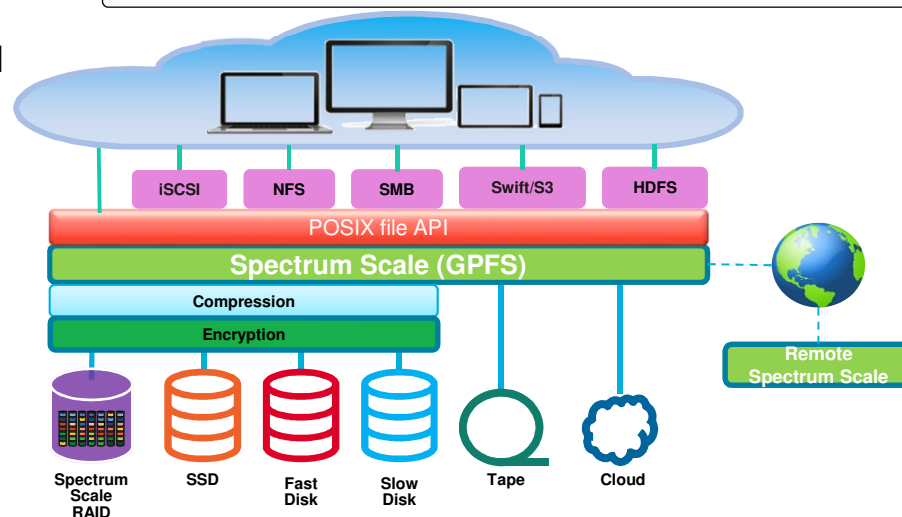 iSCSI
NFS
SMB
Swift/S3
HDFS
POSIX file API
Spectrum Scale (GPFS)
Compression
Encryption
Remote
Spectrum Scale
Spectrum
Scale
RAID
SSD
Fast
Disk
Slow
Disk
Tape
Cloud